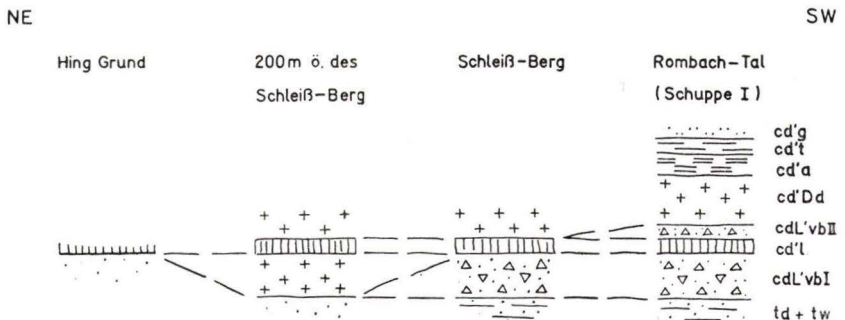 NE SW
Hing Grund 200m ö. des Schleiß-Berg Rombach-Tal
Schleiß-Berg (Schuppe I)
cd'g
cd't
cd'a
cd'Dd
cdL'vbII
cd'l
cdL'vbI
td + tw